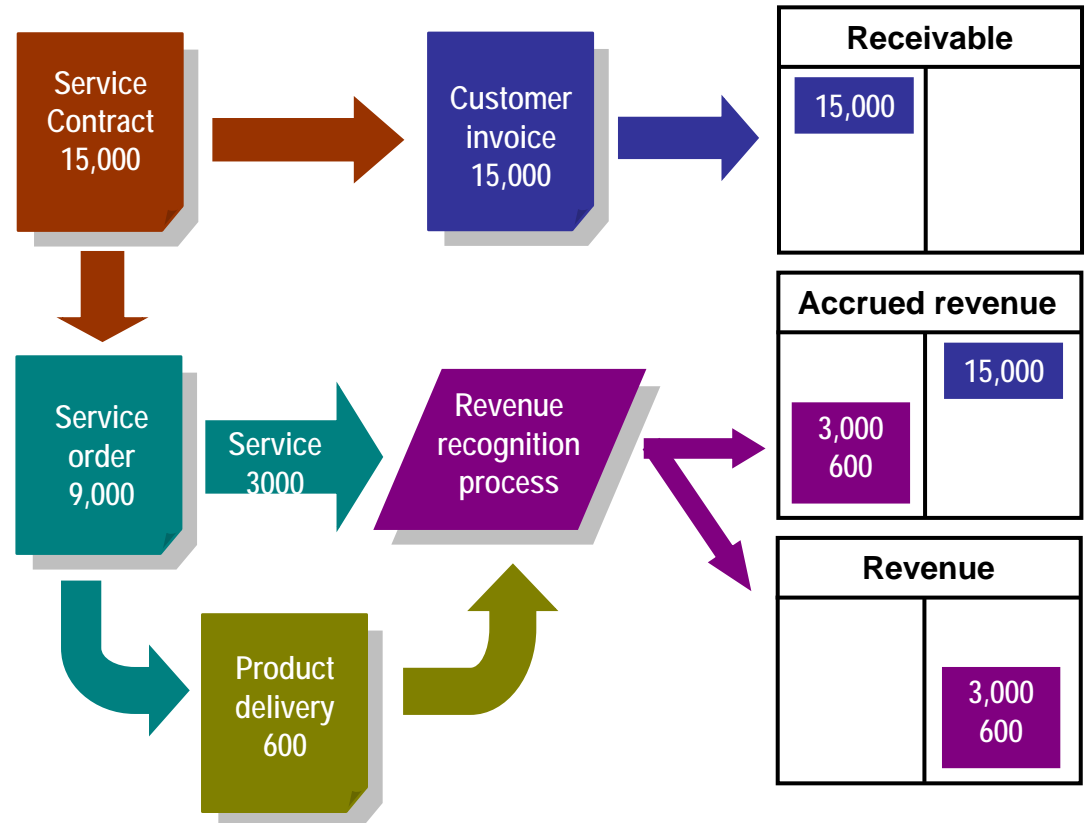 Service
Contract
15,000
Customer
invoice
15,000
Receivable
15,000
Accrued revenue
15,000
3,000
600
Service
order
9,000
Service
3000
Revenue
recognition
process
Revenue
3,000
600
Product
delivery
600